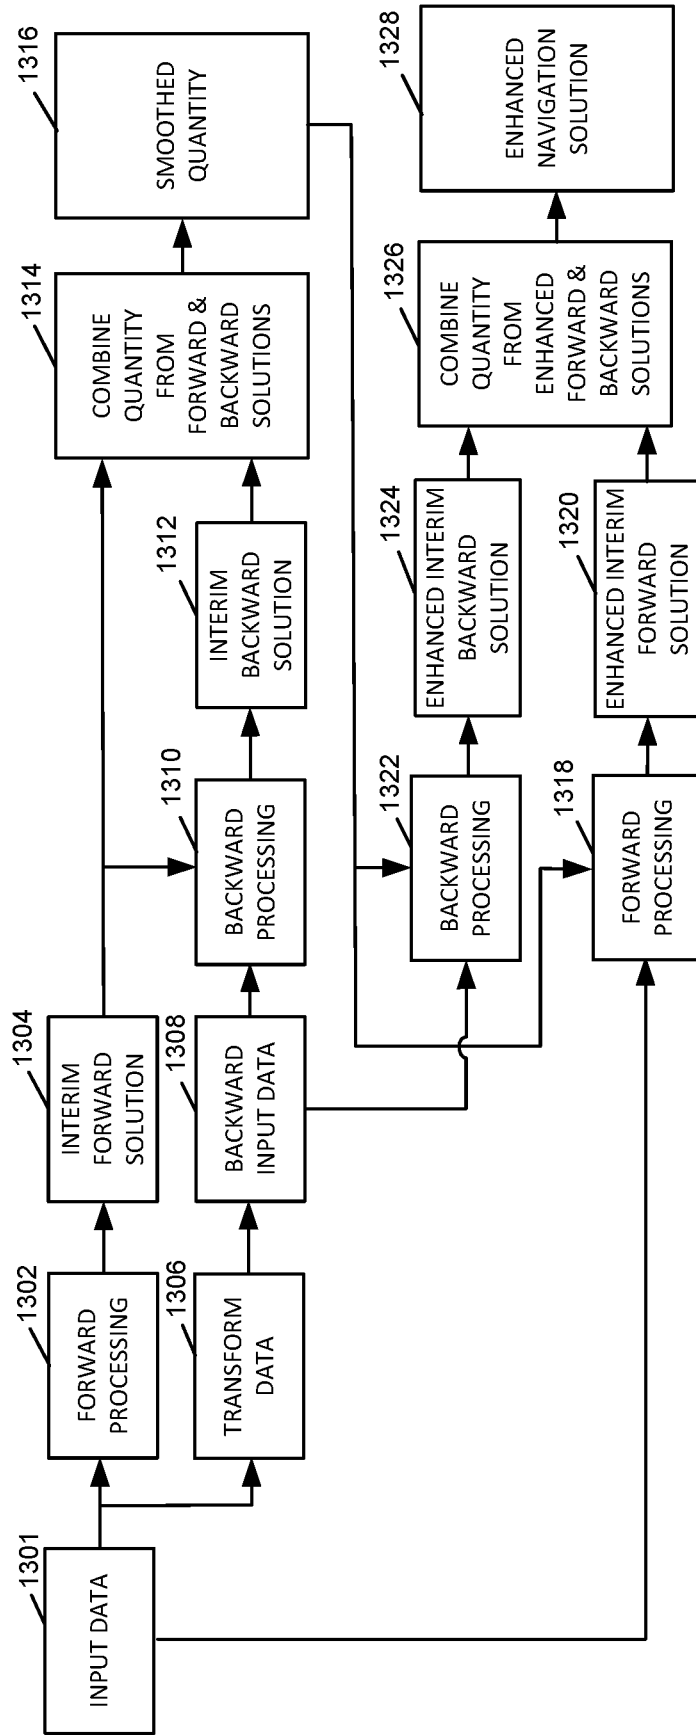 1301
INPUT DATA
1302
FORWARD
PROCESSING
1304
INTERIM
FORWARD
SOLUTION
1306
TRANSFORM
DATA
1308
BACKWARD
INPUT DATA
1310
BACKWARD
PROCESSING
1312
INTERIM
BACKWARD
SOLUTION
1314
COMBINE
QUANTITY
FROM
FORWARD &
BACKWARD
SOLUTIONS
1316
SMOOTHED
QUANTITY
1318
FORWARD
PROCESSING
1320
ENHANCED INTERIM
FORWARD
SOLUTION
1322
BACKWARD
PROCESSING
1324
ENHANCED INTERIM
BACKWARD
SOLUTION
1326
COMBINE
QUANTITY
FROM
ENHANCED
FORWARD &
BACKWARD
SOLUTIONS
1328
ENHANCED
NAVIGATION
SOLUTION